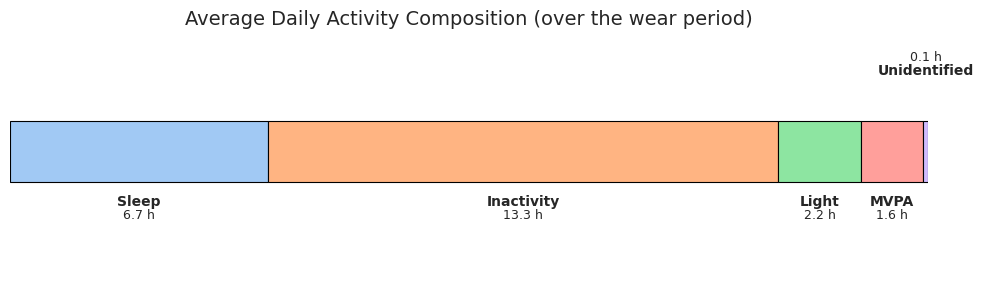 Average Daily Activity Composition (over the wear period)
0.1 h
Unidentified
Sleep
6.7 h
Inactivity
13.3 h
Light
2.2 h
MVPA
1.6 h